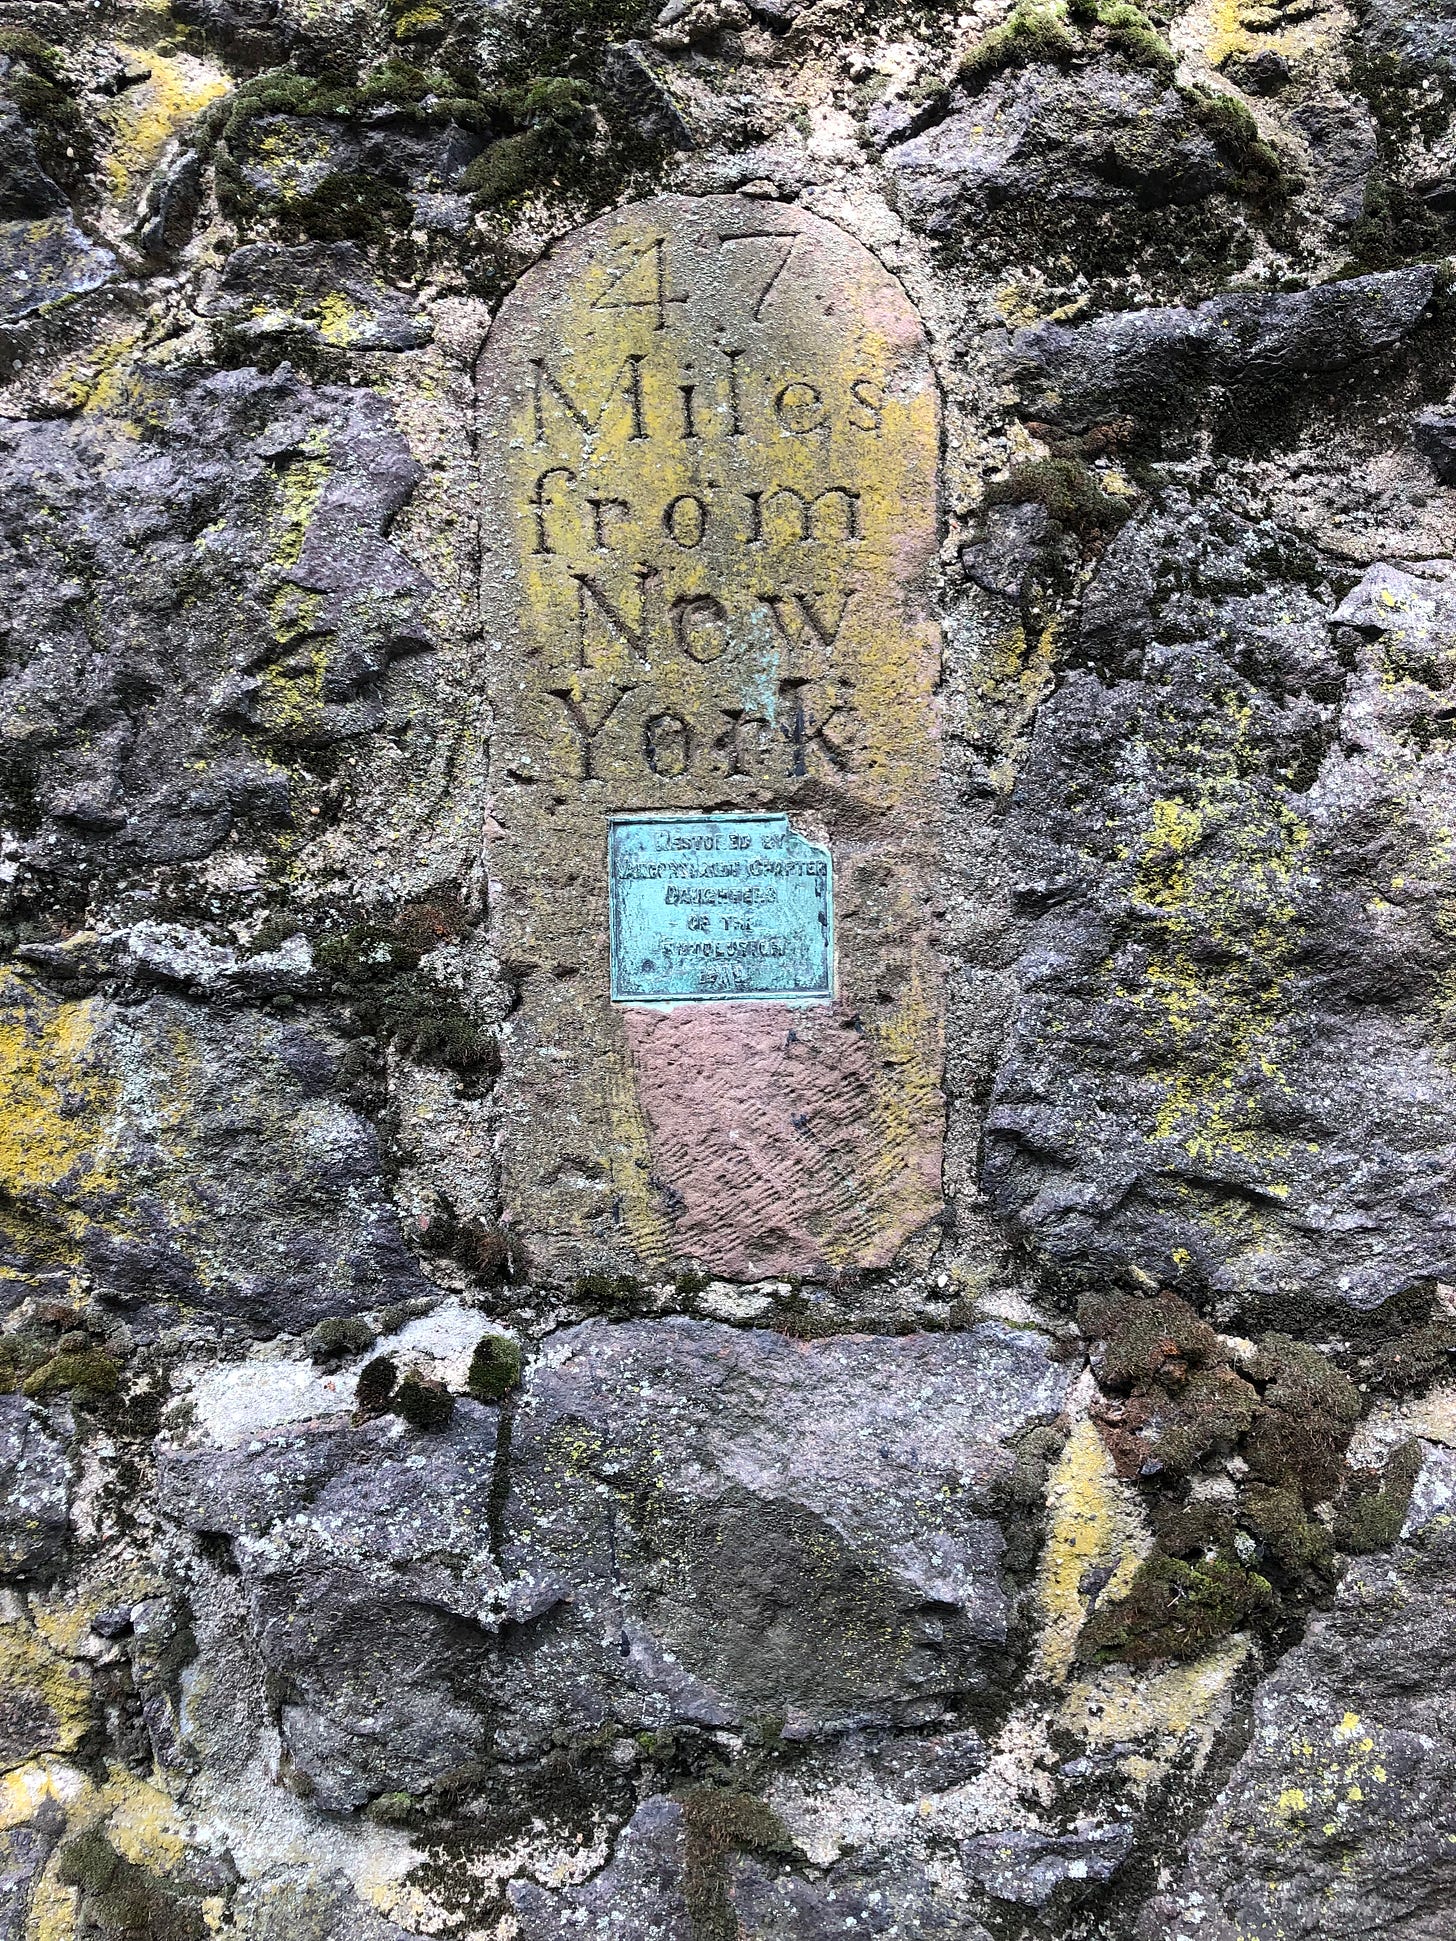 47
Miles
from
New
York
RESTORED BY
CHAPTER
DAUGHTERS
OF THE
REVOLUTION